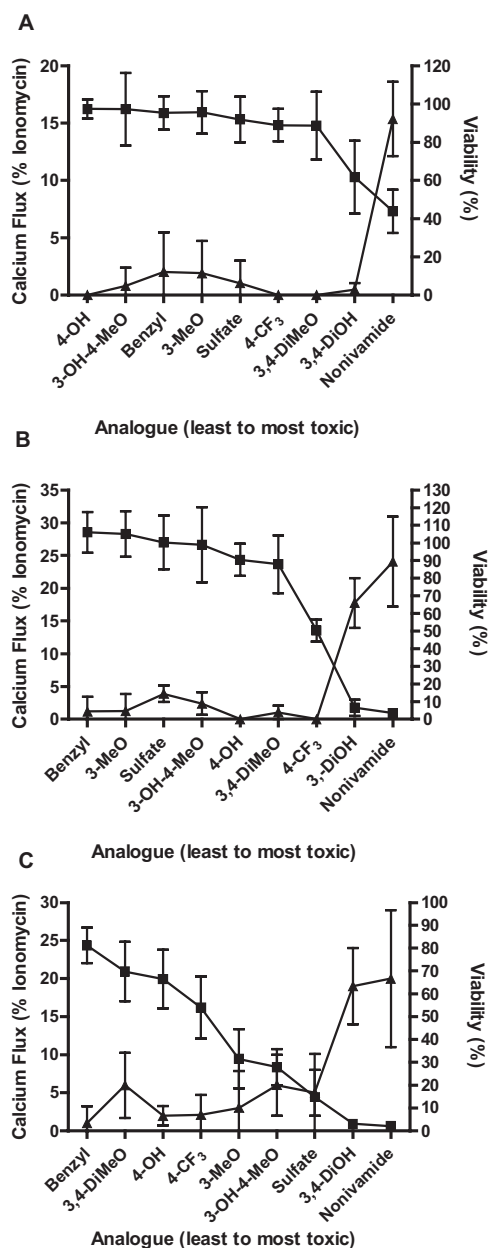 A
Calcium Flux (% Ionomycin)
20
15
10
5
0
120
100
80
60
40
20
0
Viability (%)
4-OH
3-OH-4-MeO
Benzyl
3-MeO
Sulfate
4-CF3
3,4-DiMeO
3,4-DiOH
Nonivamide
Analogue (least to most toxic)
B
Calcium Flux (% Ionomycin)
35
30
25
20
15
10
5
0
130
120
110
100
90
80
70
60
50
40
30
20
10
0
Viability (%)
Benzyl
3-MeO
Sulfate
3-OH-4-MeO
4-OH
3,4-DiMeO
4-CF3
3,-DiOH
Nonivamide
Analogue (least to most toxic)
C
Calcium Flux (% Ionomycin)
30
25
20
15
10
5
0
100
90
80
70
60
50
40
30
20
10
0
Viability (%)
Benzyl
3,4-DiMeO
4-OH
4-CF3
3-MeO
3-OH-4-MeO
Sulfate
3,4-DiOH
Nonivamide
Analogue (least to most toxic)